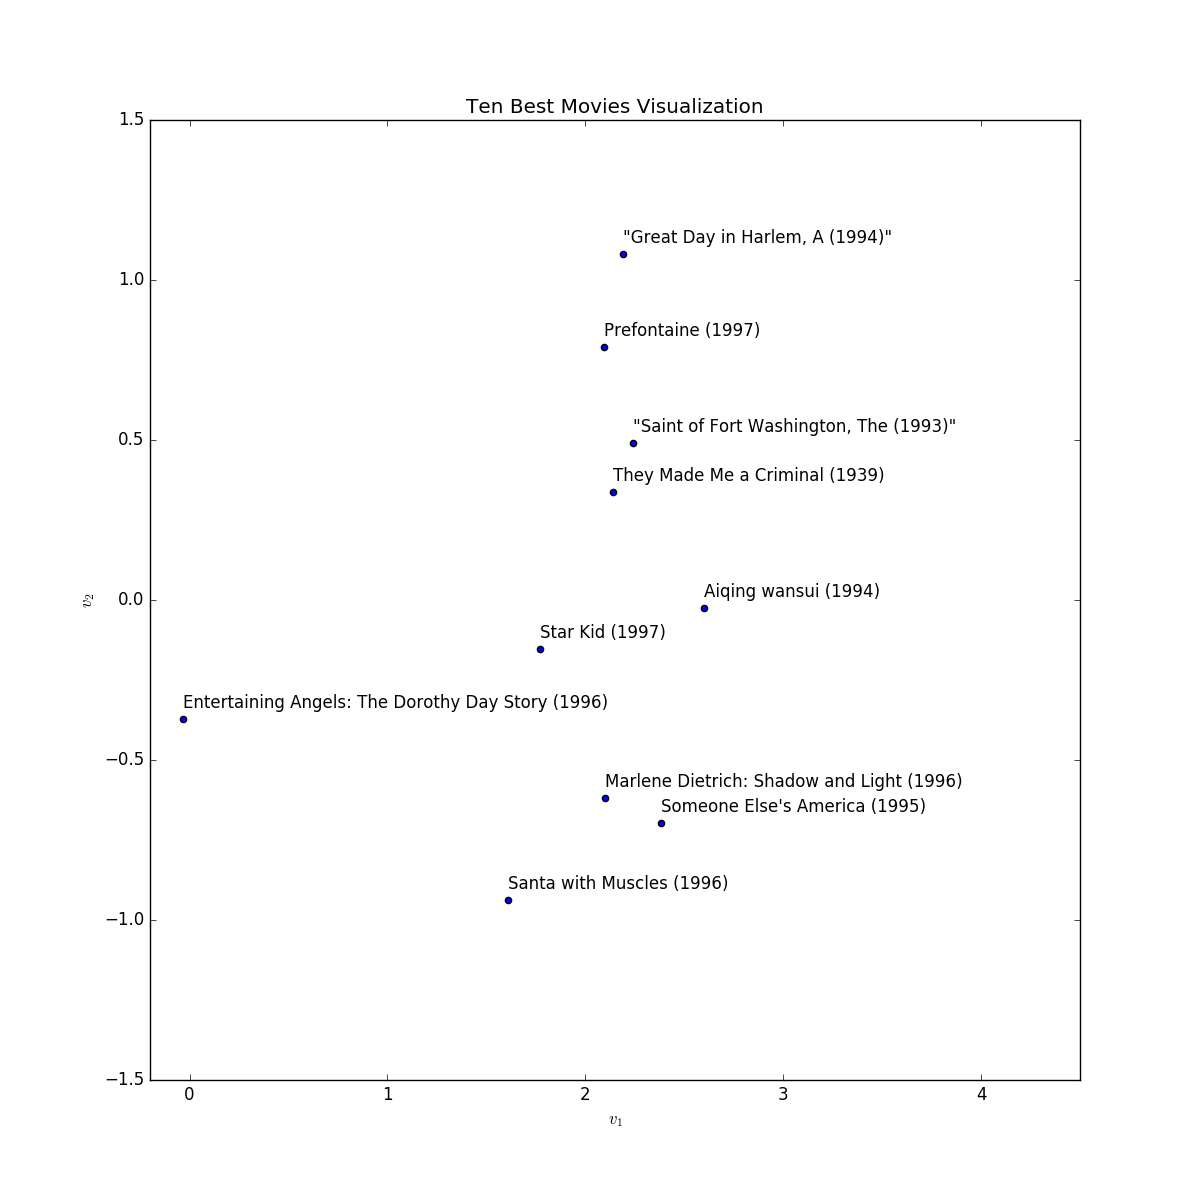 Ten Best Movies Visualization
1.5
"Great Day in Harlem, A (1994)"
1.0
Prefontaine (1997)
"Saint of Fort Washington, The (1993)"
0.5
They Made Me a Criminal (1939)
Aiqing wansui (1994)
0.0
v₂
Star Kid (1997)
Entertaining Angels: The Dorothy Day Story (1996)
−0.5
Marlene Dietrich: Shadow and Light (1996)
Someone Else's America (1995)
Santa with Muscles (1996)
−1.0
−1.5
0 1 2 3 4
v₁